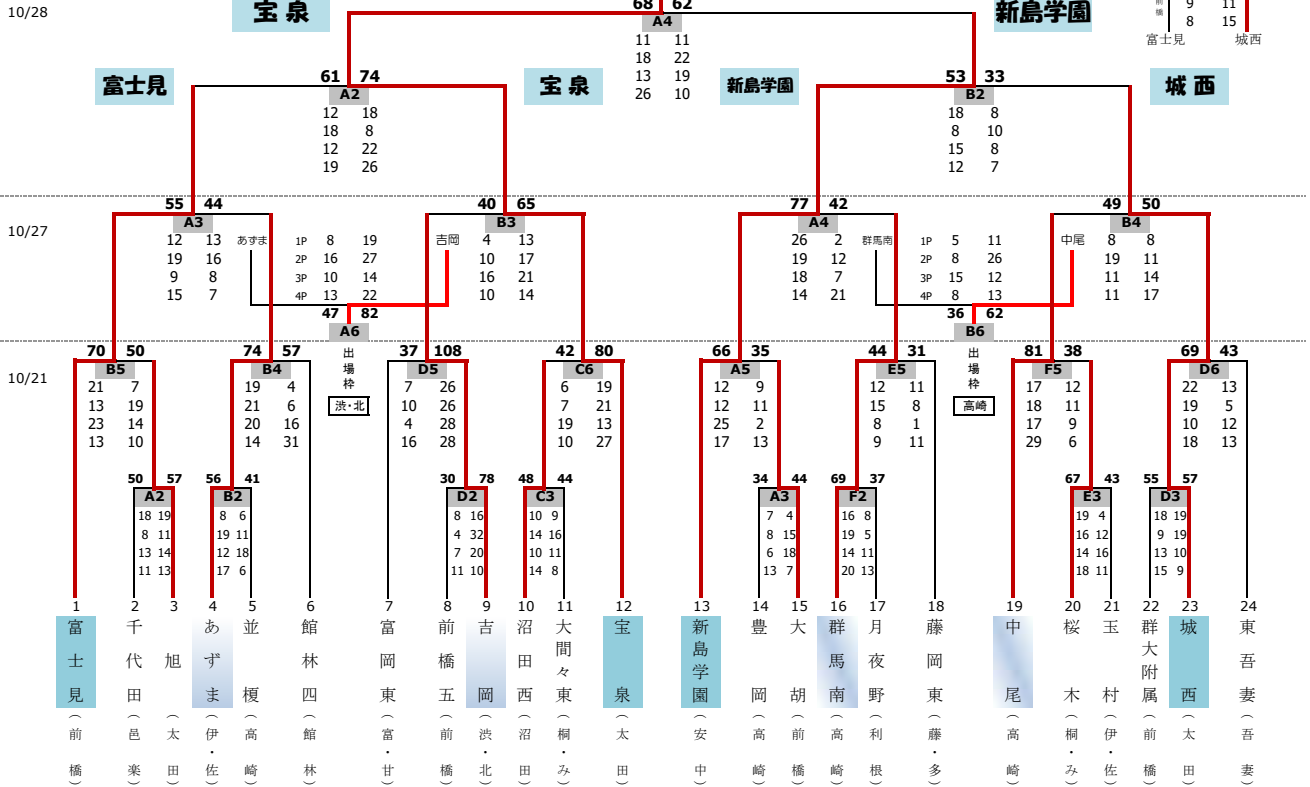 10/28
宝 泉
68 62
新島学園
A4
前橋
9 11
8 15
富士見 城西
11 11
18 22
13 19
26 10
富士見
61 74
宝 泉
新島学園
53 33
城 西
A2
B2
12 18
18 8
12 22
19 26
18 8
8 10
15 8
12 7
10/27
55 44
A3
12 13
19 16
9 8
15 7
あずま
1P 8 19
2P 16 27
3P 10 14
4P 13 22
47 82
A6
吉岡
40 65
B3
4 13
10 17
16 21
10 14
77 42
A4
26 2
19 12
18 7
14 21
群馬南
1P 5 11
2P 8 26
3P 15 12
4P 8 13
36 62
B6
中尾
49 50
B4
8 8
19 11
11 14
11 17
10/21
70 50
B5
21 7
13 19
23 14
13 10
74 57
B4
19 4
21 6
20 16
14 31
出場枠
渋・北
37 108
D5
7 26
10 26
4 28
16 28
42 80
C6
6 19
7 21
19 13
10 27
66 35
A5
12 9
12 11
25 2
17 13
44 31
E5
12 11
15 8
8 1
9 11
出場枠
高崎
81 38
F5
17 12
18 11
17 9
29 6
69 43
D6
22 13
19 5
10 12
18 13
50 57
A2
18 19
8 11
13 14
11 13
56 41
B2
8 6
19 11
12 18
17 6
30 78
D2
8 16
4 32
7 20
11 10
48 44
C3
10 9
14 16
10 11
14 8
34 44
A3
7 4
8 15
6 18
13 7
69 37
F2
16 8
19 5
14 11
20 13
67 43
E3
19 4
16 12
14 16
18 11
55 57
D3
18 19
9 19
13 10
15 9
1 2 3 4 5 6 7 8 9 10 11 12 13 14 15 16 17 18 19 20 21 22 23 24
富士見（前橋）
千代田（邑楽）
旭（太田）
あずま（伊・佐）
並榎（高崎）
館林四（館林）
富岡東（富・甘）
前橋五（前橋）
吉岡（渋・北）
沼田西（沼田）
大間々東（桐・み）
宝泉（太田）
新島学園（安中）
豊岡（高崎）
大胡（前橋）
群馬南（高崎）
月夜野（利根）
藤岡東（藤・多）
中尾（高崎）
桜木（桐・み）
玉村（伊・佐）
群大附属（前橋）
城西（太田）
東吾妻（吾妻）